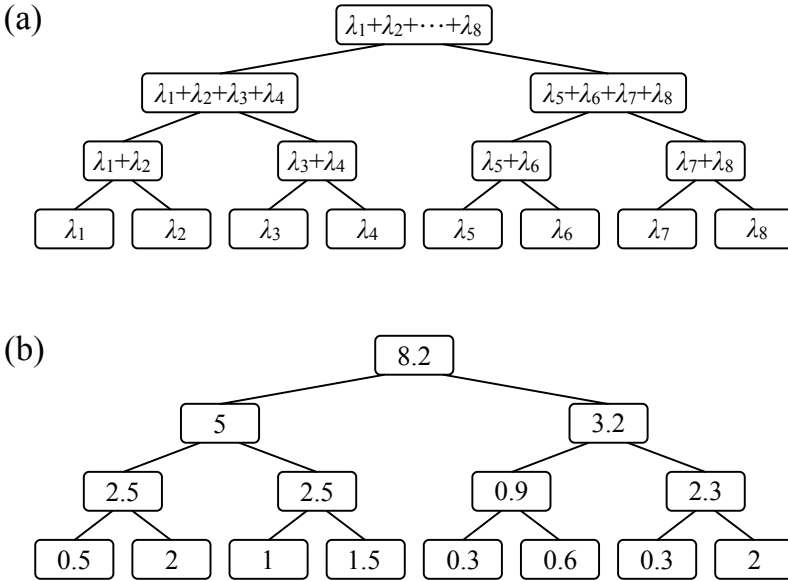 (a)
λ₁+λ₂+⋯+λ₈
λ₁+λ₂+λ₃+λ₄ λ₅+λ₆+λ₇+λ₈
λ₁+λ₂ λ₃+λ₄ λ₅+λ₆ λ₇+λ₈
λ₁ λ₂ λ₃ λ₄ λ₅ λ₆ λ₇ λ₈
(b)
8.2
5 3.2
2.5 2.5 0.9 2.3
0.5 2 1 1.5 0.3 0.6 0.3 2